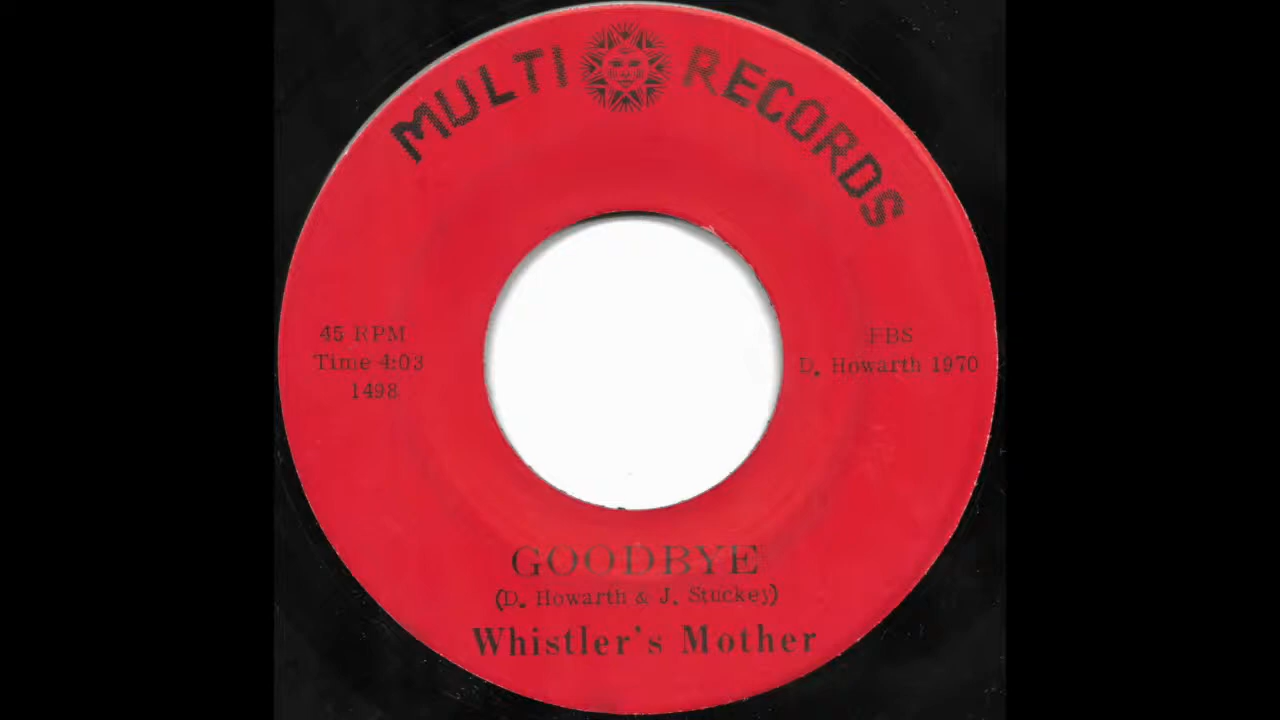 MULTI RECORDS
45 RPM
Time 4:03
1498
FBS
D. Howarth 1970
GOODBYE
(D. Howarth & J. Stuckey)
Whistler's Mother